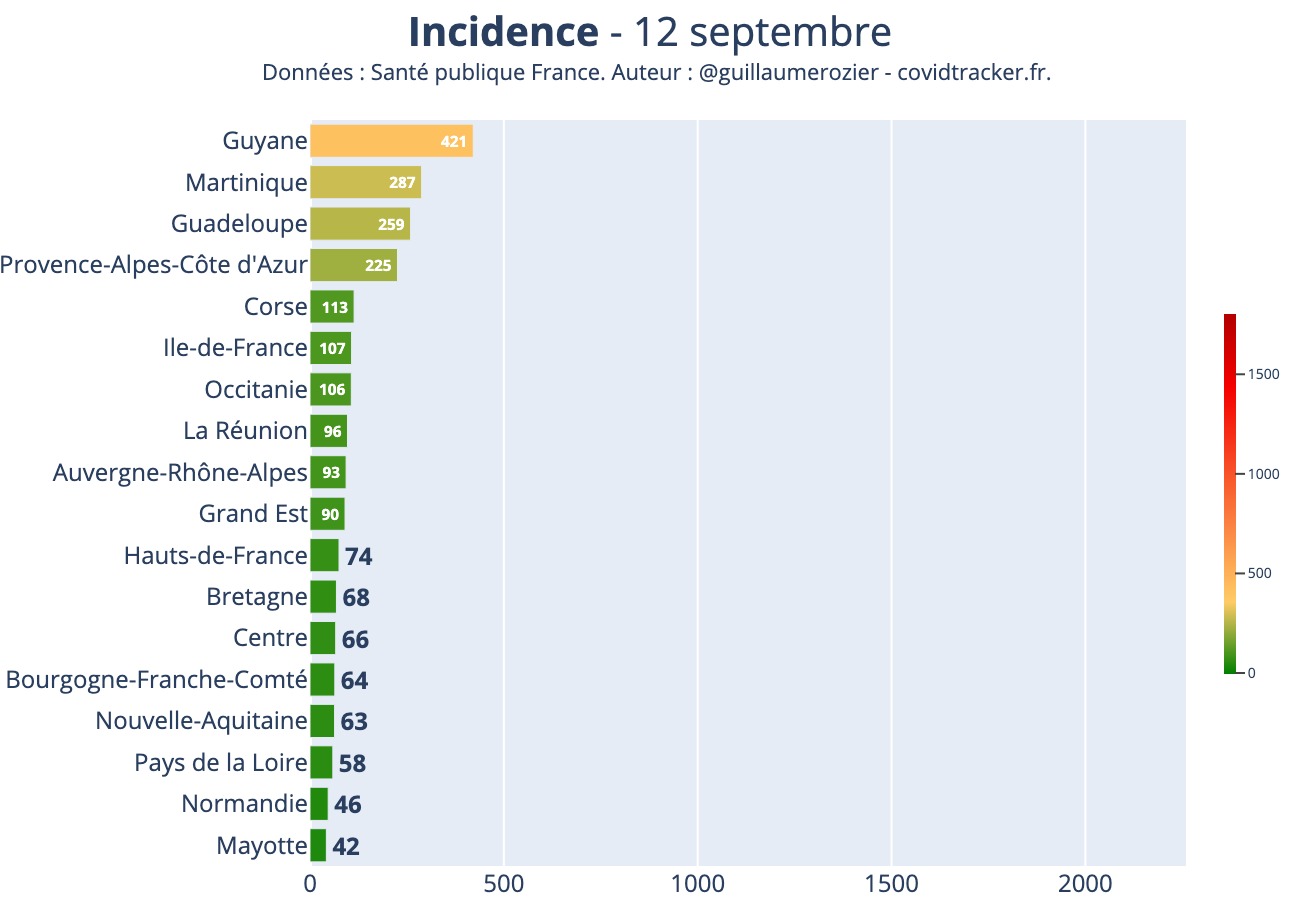 Incidence - 12 septembre
Données : Santé publique France. Auteur : @guillaumerozier - covidtracker.fr.
Guyane 421
Martinique 287
Guadeloupe 259
Provence-Alpes-Côte d'Azur 225
Corse 113
Ile-de-France 107
Occitanie 106
La Réunion 96
Auvergne-Rhône-Alpes 93
Grand Est 90
Hauts-de-France 74
Bretagne 68
Centre 66
Bourgogne-Franche-Comté 64
Nouvelle-Aquitaine 63
Pays de la Loire 58
Normandie 46
Mayotte 42
0 500 1000 1500 2000
1500
1000
500
0